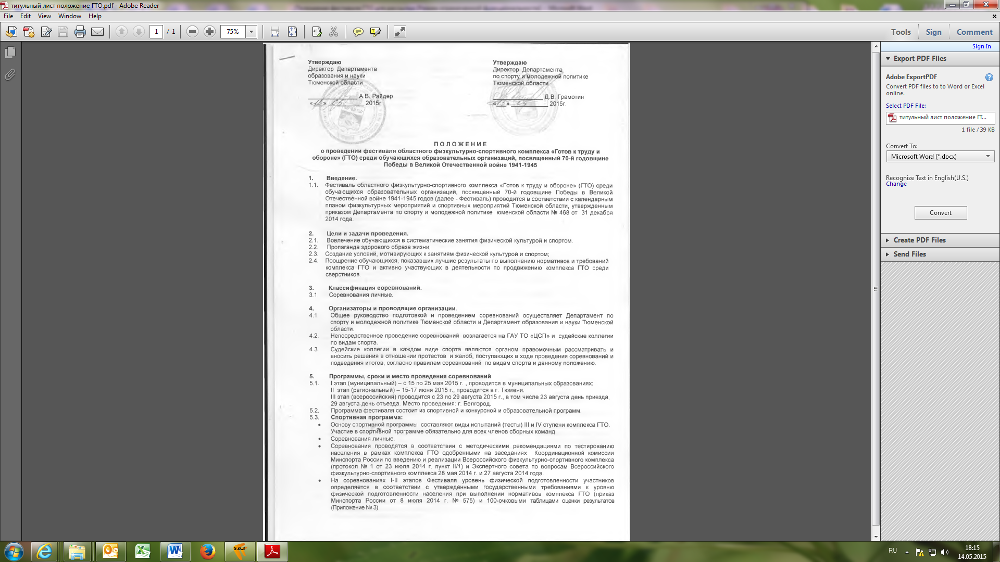 титульный лист положение ГТО.pdf - Adobe Reader
File Edit View Window Help
1 / 1 75% Tools Sign Comment
Sign In
Export PDF Files
Adobe ExportPDF
Convert PDF files to to Word or Excel
online.
Select PDF File:
титульный лист положение ГТ...
1 file / 39 KB
Convert To:
Microsoft Word (*.docx)
Recognize Text in English(U.S.)
Change
Convert
Create PDF Files
Send Files
Утверждаю
Директор Департамента
образования и науки
Тюменской области
А.В. Райдер
«12» 05 2015г.
Утверждаю
Директор Департамента
по спорту и молодежной политике
Тюменской области
Д.В. Грамотин
«13» 05 2015г.
П О Л О Ж Е Н И Е
о проведении фестиваля областного физкультурно-спортивного комплекса «Готов к труду и
обороне» (ГТО) среди обучающихся образовательных организаций, посвященный 70-й годовщине
Победы в Великой Отечественной войне 1941-1945
1. Введение.
1.1. Фестиваль областного физкультурно-спортивного комплекса «Готов к труду и обороне» (ГТО) среди
обучающихся образовательных организаций, посвященный 70-й годовщине Победы в Великой
Отечественной войне 1941-1945 годов (далее - Фестиваль) проводится в соответствии с календарным
планом физкультурных мероприятий и спортивных мероприятий Тюменской области, утвержденным
приказом Департамента по спорту и молодежной политике юменской области № 468 от 31 декабря
2014 года.
2. Цели и задачи проведения.
2.1. Вовлечение обучающихся в систематические занятия физической культурой и спортом.
2.2. Пропаганда здорового образа жизни;
2.3. Создание условий, мотивирующих к занятиям физической культурой и спортом;
2.4. Поощрение обучающихся, показавших лучшие результаты по выполнению нормативов и требований
комплекса ГТО и активно участвующих в деятельности по продвижению комплекса ГТО среди
сверстников.
3. Классификация соревнований.
3.1. Соревнования личные.
4. Организаторы и проводящие организации.
4.1. Общее руководство подготовкой и проведением соревнований осуществляет Департамент по
спорту и молодежной политике Тюменской области и Департамент образования и науки Тюменской
области.
4.2. Непосредственное проведение соревнований возлагается на ГАУ ТО «ЦСП» и судейские коллегии
по видам спорта.
4.3. Судейские коллегии в каждом виде спорта являются органом правомочным рассматривать и
вносить решения в отношении протестов и жалоб, поступающих в ходе проведения соревнований и
подведения итогов, согласно правилам соревнований по видам спорта и данному положению.
5. Программы, сроки и место проведения соревнований
5.1. I этап (муниципальный) – с 15 по 25 мая 2015 г. , проводится в муниципальных образованиях:
II этап (региональный) – 15-17 июня 2015 г., проводится в г. Тюмени.
III этап (всероссийский) проводится с 23 по 29 августа 2015 г., в том числе 23 августа день приезда,
29 августа-день отъезда. Место проведения: г. Белгород.
5.2. Программа фестиваля состоит из спортивной и конкурсной и образовательной программ.
5.3. Спортивная программа:
• Основу спортивной программы составляют виды испытаний (тесты) III и IV ступени комплекса ГТО.
Участие в спортивной программе обязательно для всех членов сборных команд.
• Соревнования личные.
• Соревнования проводятся в соответствии с методическими рекомендациями по тестированию
населения в рамках комплекса ГТО одобренными на заседаниях Координационной комиссии
Минспорта России по введению и реализации Всероссийского физкультурно-спортивного комплекса
(протокол № 1 от 23 июля 2014 г. пункт II/1) и Экспертного совета по вопросам Всероссийского
физкультурно-спортивного комплекса 28 мая 2014 г. и 27 августа 2014 года.
• На соревнованиях I-II этапов Фестиваля уровень физической подготовленности участников
определяется в соответствии с утверждёнными государственными требованиями к уровню
физической подготовленности населения при выполнении нормативов комплекса ГТО (приказ
Минспорта России от 8 июля 2014 г. № 575) и 100-очковыми таблицами оценки результатов
(Приложение № 3)
5.0.3
RU
18:15
14.05.2015